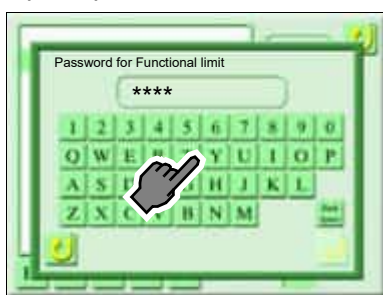 Password for Functional limit
****
1 2 3 4 5 6 7 8 9 0
Q W E Y U I O P
A S H J K L
Z X C B N M